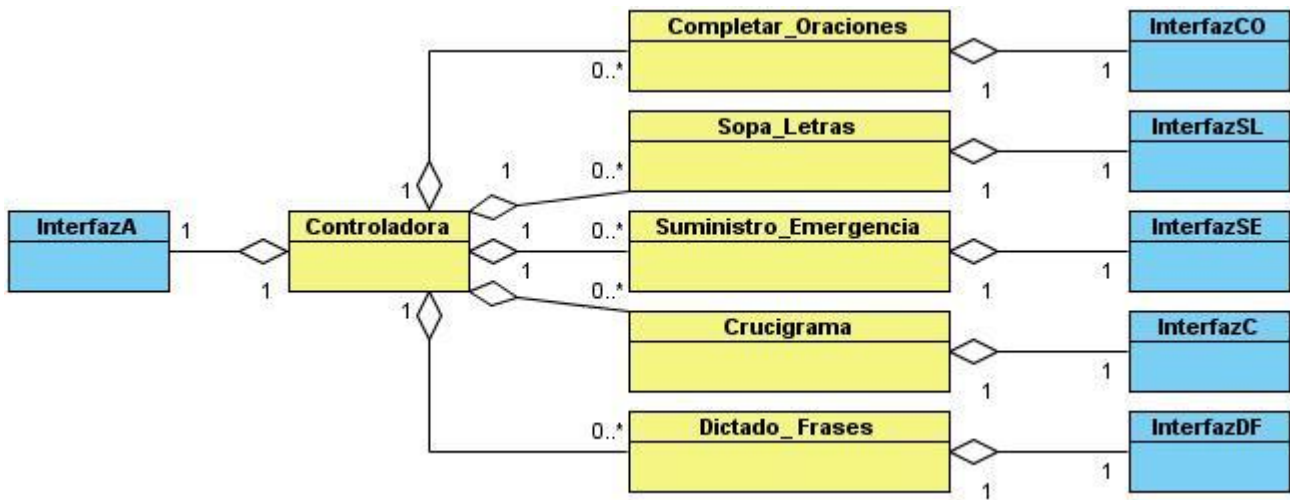 Completar_Oraciones
InterfazCO
0..*
1
1
Sopa_Letras
InterfazSL
0..*
1
1
1
1
InterfazA
1
1
Controladora
1
0..*
Suministro_Emergencia
1
1
InterfazSE
1
0..*
1
Crucigrama
1
1
InterfazC
0..*
Dictado_ Frases
1
1
InterfazDF